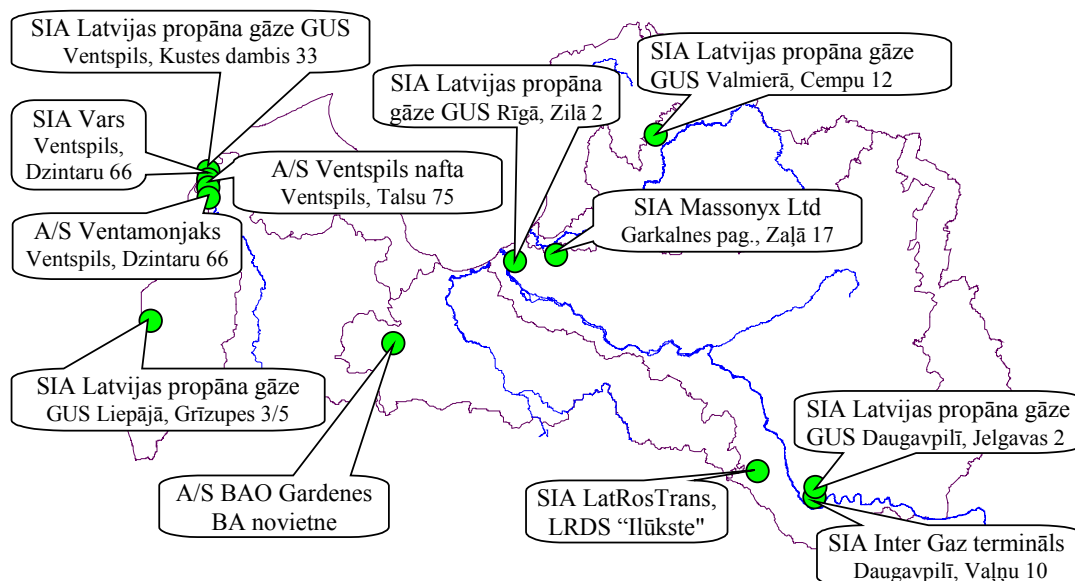 SIA Latvijas propāna gāze GUS
Ventspils, Kustes dambis 33
SIA Vars
Ventspils,
Dzintaru 66
A/S Ventspils nafta
Ventspils, Talsu 75
A/S Ventamonjaks
Ventspils, Dzintaru 66
SIA Latvijas propāna
gāze GUS Rīgā, Zilā 2
SIA Latvijas propāna gāze
GUS Valmierā, Cempu 12
SIA Massonyx Ltd
Garkalnes pag., Zaļā 17
SIA Latvijas propāna gāze
GUS Liepājā, Grīzupes 3/5
A/S BAO Gardenes
BA novietne
SIA LatRosTrans,
LRDS “Ilūkste"
SIA Latvijas propāna gāze
GUS Daugavpilī, Jelgavas 2
SIA Inter Gaz termināls
Daugavpilī, Vaļņu 10